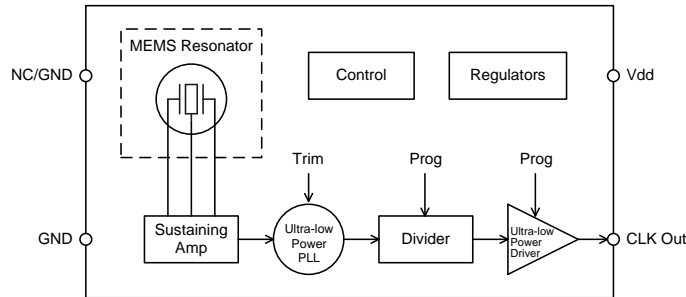 MEMS Resonator
NC/GND
Control
Regulators
Vdd
Trim
Prog
Prog
GND
Sustaining
Amp
Ultra-low
Power
PLL
Divider
Ultra-low
Power
Driver
CLK Out